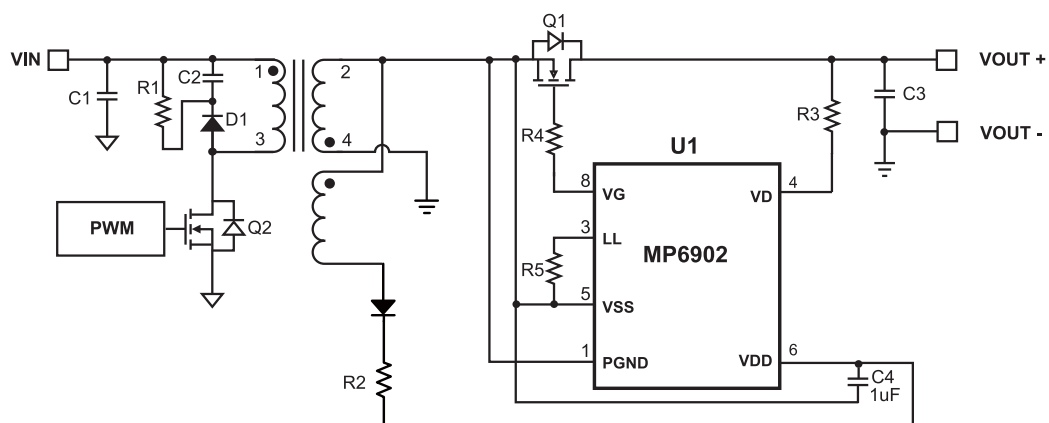 Q1
VIN
VOUT +
C1
R1
C2
D1
1
3
2
4
R4
R3
C3
VOUT -
U1
8
VG
VD
4
PWM
Q2
3
LL
MP6902
R5
5
VSS
1
PGND
VDD
6
R2
C4
1uF